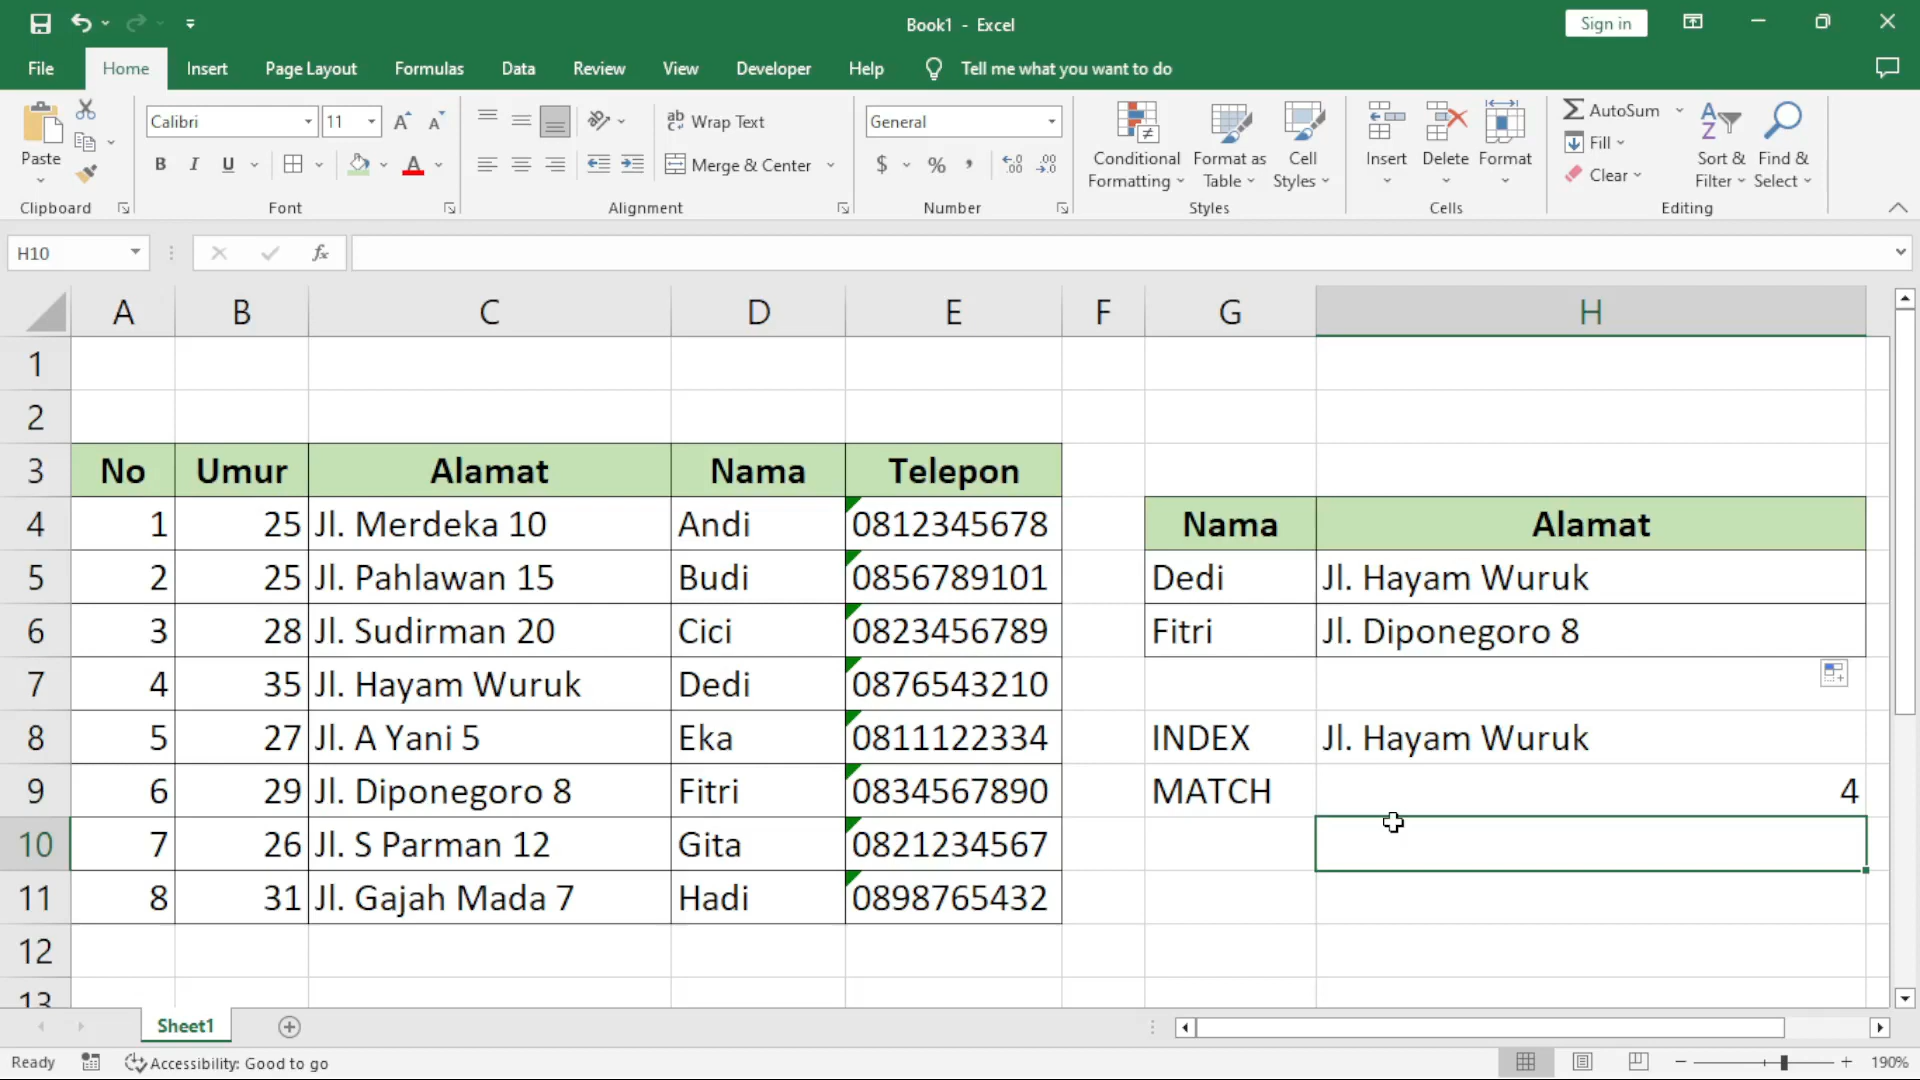 Book1 - Excel
Sign in
File Home Insert Page Layout Formulas Data Review View Developer Help Tell me what you want to do
Paste
Clipboard
Calibri 11
B I U A
Font
ab Wrap Text
Merge & Center
Alignment
General
$ % ,
Number
Conditional Formatting
Format as Table
Cell Styles
Styles
Insert Delete Format
Cells
AutoSum
Fill
Clear
Sort & Filter
Find & Select
Editing
H10 fx
A B C D E F G H
1
2
3 No Umur Alamat Nama Telepon
4 1 25 Jl. Merdeka 10 Andi 0812345678 Nama Alamat
5 2 25 Jl. Pahlawan 15 Budi 0856789101 Dedi Jl. Hayam Wuruk
6 3 28 Jl. Sudirman 20 Cici 0823456789 Fitri Jl. Diponegoro 8
7 4 35 Jl. Hayam Wuruk Dedi 0876543210
8 5 27 Jl. A Yani 5 Eka 0811122334 INDEX Jl. Hayam Wuruk
9 6 29 Jl. Diponegoro 8 Fitri 0834567890 MATCH 4
10 7 26 Jl. S Parman 12 Gita 0821234567
11 8 31 Jl. Gajah Mada 7 Hadi 0898765432
12
13
Sheet1
Ready Accessibility: Good to go 190%